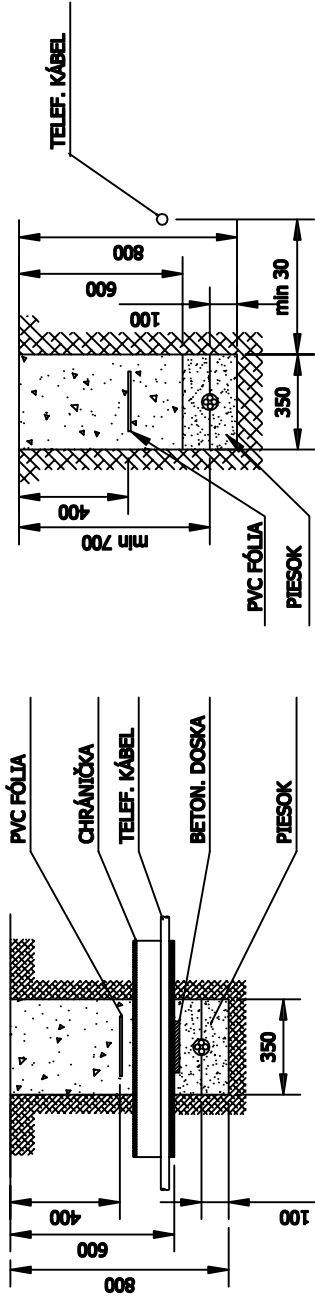 TELEF. KÁBEL
800
600
100
min 30
350
400
min 700
PVC FÓLIA
PIESOK
PVC FÓLIA
CHRÁNIČKA
TELEF. KÁBEL
BETON. DOSKA
PIESOK
350
400
600
800
100